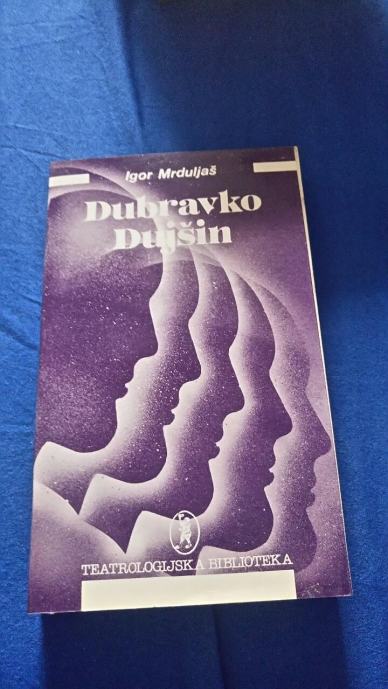 Igor Mrduljaš
Dubravko
Dujšin
TEATROLOGIJSKA BIBLIOTEKA